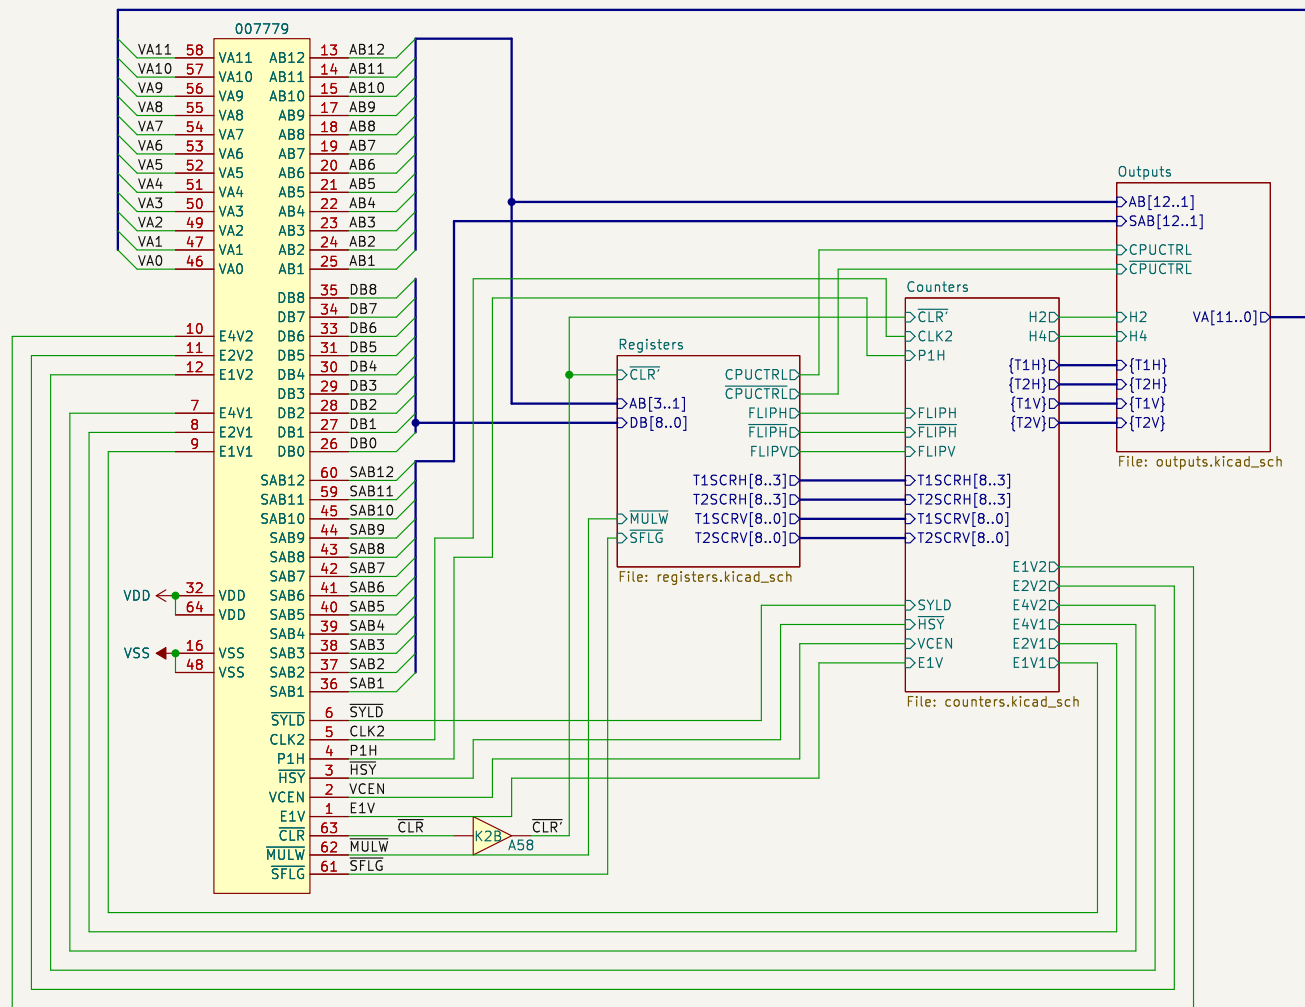 007779
VA11 58 VA11
VA10 57 VA10
VA9 56 VA9
VA8 55 VA8
VA7 54 VA7
VA6 53 VA6
VA5 52 VA5
VA4 51 VA4
VA3 50 VA3
VA2 49 VA2
VA1 47 VA1
VA0 46 VA0
10 E4V2
11 E2V2
12 E1V2
7 E4V1
8 E2V1
9 E1V1
VDD 32 VDD
64 VDD
VSS 16 VSS
48 VSS
AB12 13 AB12
AB11 14 AB11
AB10 15 AB10
AB9 17 AB9
AB8 18 AB8
AB7 19 AB7
AB6 20 AB6
AB5 21 AB5
AB4 22 AB4
AB3 23 AB3
AB2 24 AB2
AB1 25 AB1
DB8 35 DB8
DB7 34 DB7
DB6 33 DB6
DB5 31 DB5
DB4 30 DB4
DB3 29 DB3
DB2 28 DB2
DB1 27 DB1
DB0 26 DB0
SAB12 60 SAB12
SAB11 59 SAB11
SAB10 45 SAB10
SAB9 44 SAB9
SAB8 43 SAB8
SAB7 42 SAB7
SAB6 41 SAB6
SAB5 40 SAB5
SAB4 39 SAB4
SAB3 38 SAB3
SAB2 37 SAB2
SAB1 36 SAB1
SYLD 6 SYLD
CLK2 5 CLK2
P1H 4 P1H
HSY 3 HSY
VCEN 2 VCEN
E1V 1 E1V
CLR 63 CLR
MULW 62 MULW
SFLG 61 SFLG
K2B
A58
CLR'
Registers
CLR'
AB[3..1]
DB[8..0]
MULW
SFLG
CPUCTRL
CPUCTRL
FLIPH
FLIPH
FLIPV
T1SCRH[8..3]
T2SCRH[8..3]
T1SCRV[8..0]
T2SCRV[8..0]
File: registers.kicad_sch
Counters
CLR'
CLK2
P1H
FLIPH
FLIPH
FLIPV
T1SCRH[8..3]
T2SCRH[8..3]
T1SCRV[8..0]
T2SCRV[8..0]
SYLD
HSY
VCEN
E1V
H2
H4
{T1H}
{T2H}
{T1V}
{T2V}
E1V2
E2V2
E4V2
E4V1
E2V1
E1V1
File: counters.kicad_sch
Outputs
AB[12..1]
SAB[12..1]
CPUCTRL
CPUCTRL
H2
H4
{T1H}
{T2H}
{T1V}
{T2V}
VA[11..0]
File: outputs.kicad_sch